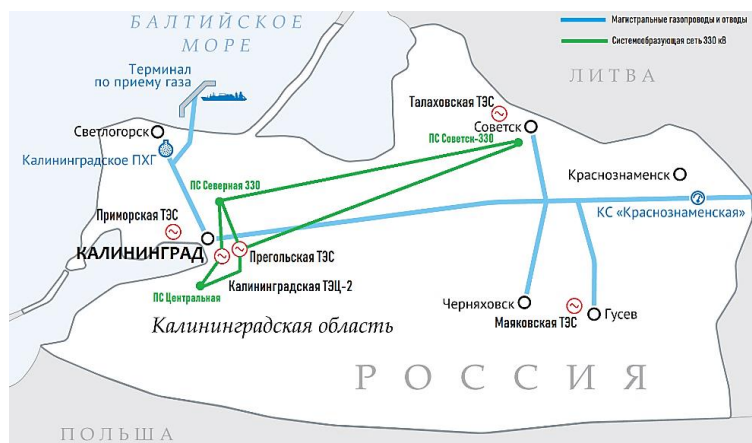 БАЛТИЙСКОЕ
МОРЕ
Магистральные газопроводы и отводы
Системообразующая сеть 330 кВ
ЛИТВА
Терминал
по приему газа
Талаховская ТЭС
Советск
ПС Советск-330
Светлогорск
Калининградское ПХГ
Краснознаменск
ПС Северная 330
КС «Краснознаменская»
Приморская ТЭС
КАЛИНИНГРАД
Прегольская ТЭС
Калининградская ТЭЦ-2
ПС Центральная
Черняховск
Маяковская ТЭС
Гусев
Калининградская область
РОССИЯ
ПОЛЬША